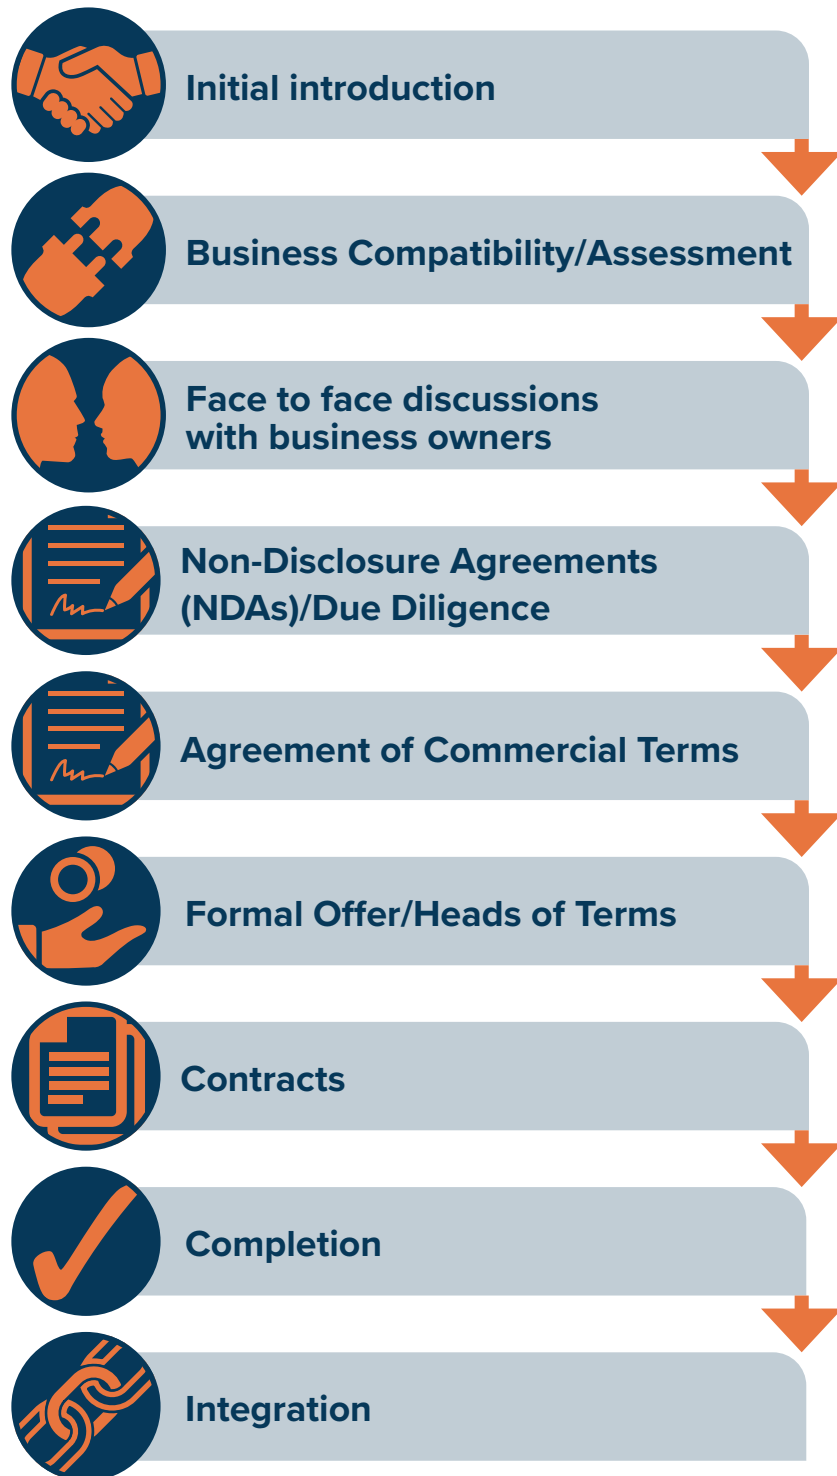 Initial introduction
Business Compatibility/Assessment
Face to face discussions
with business owners
Non-Disclosure Agreements
(NDAs)/Due Diligence
Agreement of Commercial Terms
Formal Offer/Heads of Terms
Contracts
Completion
Integration